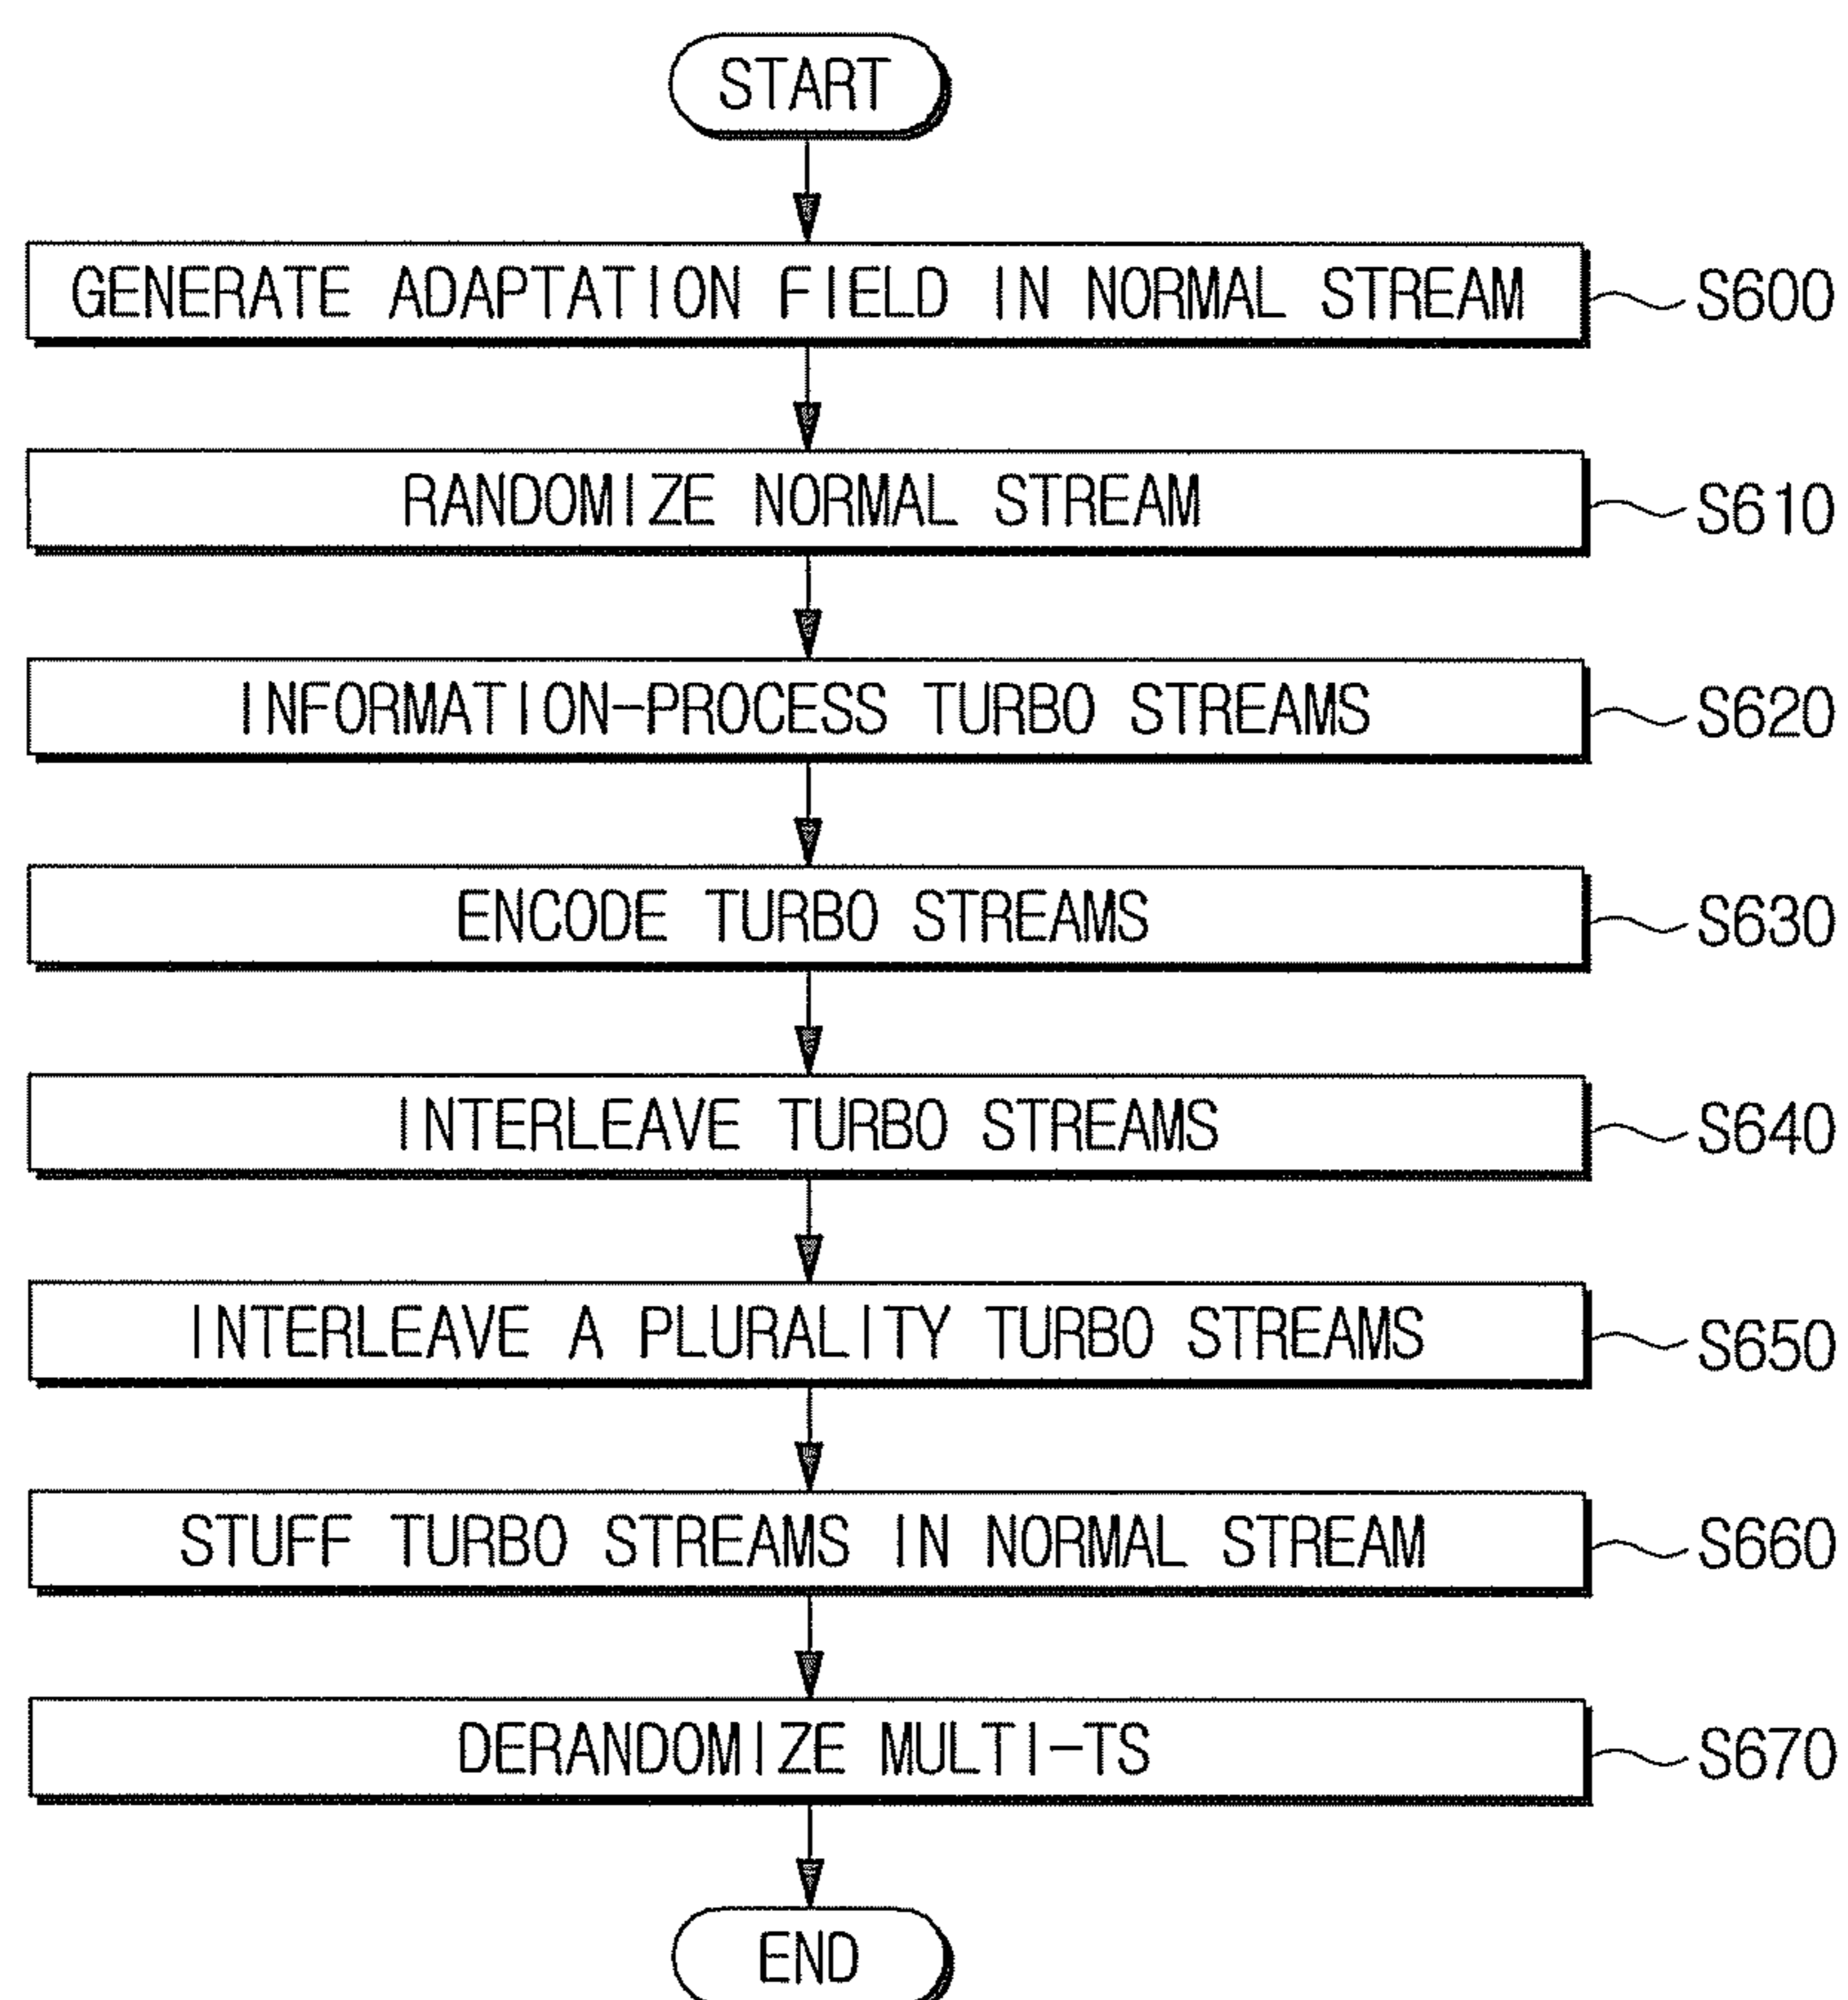 START
GENERATE ADAPTATION FIELD IN NORMAL STREAM
S600
RANDOMIZE NORMAL STREAM
S610
INFORMATION-PROCESS TURBO STREAMS
S620
ENCODE TURBO STREAMS
S630
INTERLEAVE TURBO STREAMS
S640
INTERLEAVE A PLURALITY TURBO STREAMS
S650
STUFF TURBO STREAMS IN NORMAL STREAM
S660
DERANDOMIZE MULTI-TS
S670
END